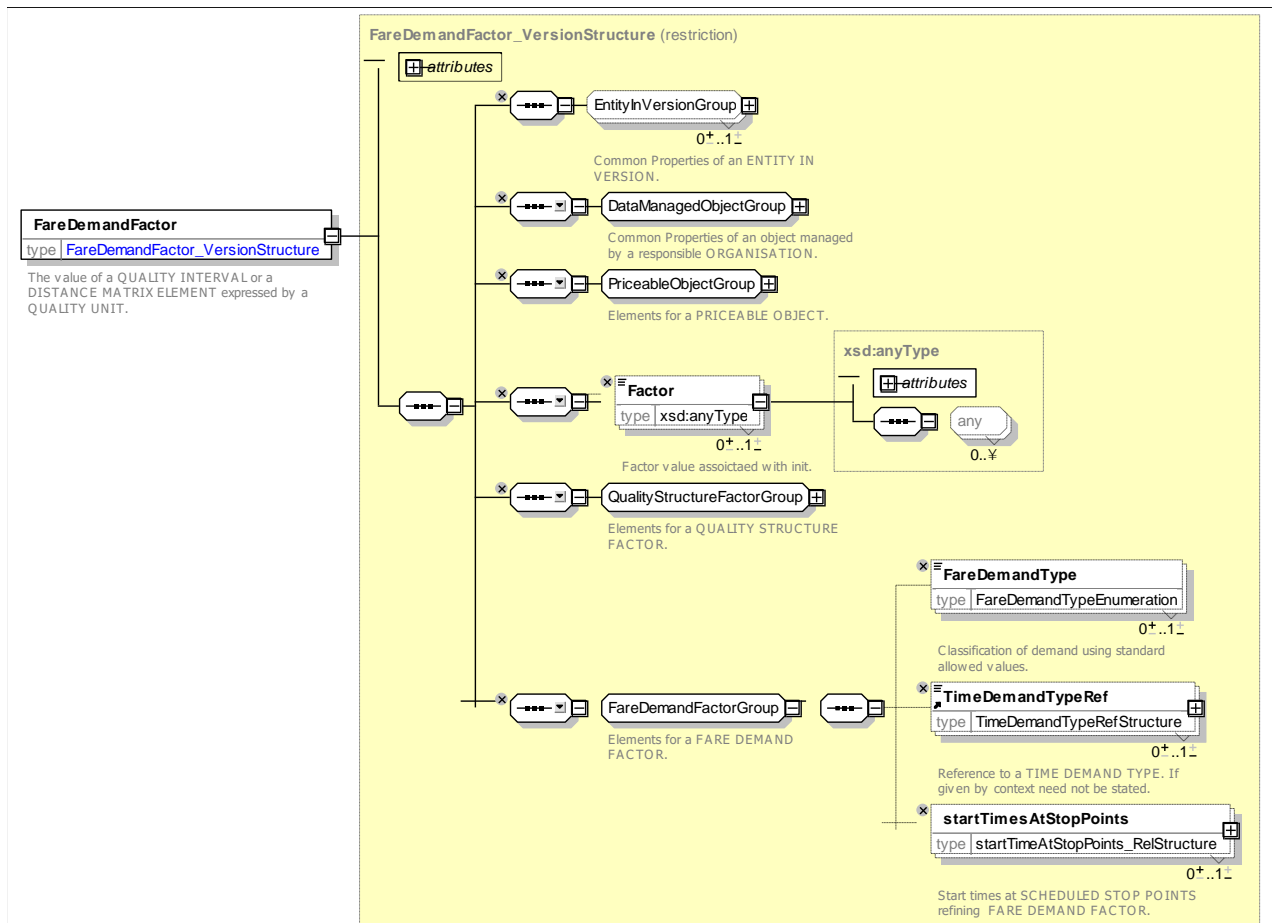 FareDemandFactor_VersionStructure (restriction)
attributes
EntityInVersionGroup
0..1
Common Properties of an ENTITY IN
VERSION.
DataManagedObjectGroup
Common Properties of an object managed
by a responsible ORGANISATION.
FareDemandFactor
type FareDemandFactor_VersionStructure
The value of a QUALITY INTERVAL or a
DISTANCE MATRIX ELEMENT expressed by a
QUALITY UNIT.
PriceableObjectGroup
Elements for a PRICEABLE OBJECT.
Factor
type xsd:anyType
0..1
Factor value assoictaed with init.
xsd:anyType
attributes
any
0..¥
QualityStructureFactorGroup
Elements for a QUALITY STRUCTURE
FACTOR.
FareDemandFactorGroup
Elements for a FARE DEMAND
FACTOR.
FareDemandType
type FareDemandTypeEnumeration
0..1
Classification of demand using standard
allowed values.
TimeDemandTypeRef
type TimeDemandTypeRefStructure
0..1
Reference to a TIME DEMAND TYPE. If
given by context need not be stated.
startTimesAtStopPoints
type startTimeAtStopPoints_RelStructure
0..1
Start times at SCHEDULED STOP POINTS
refining FARE DEMAND FACTOR.